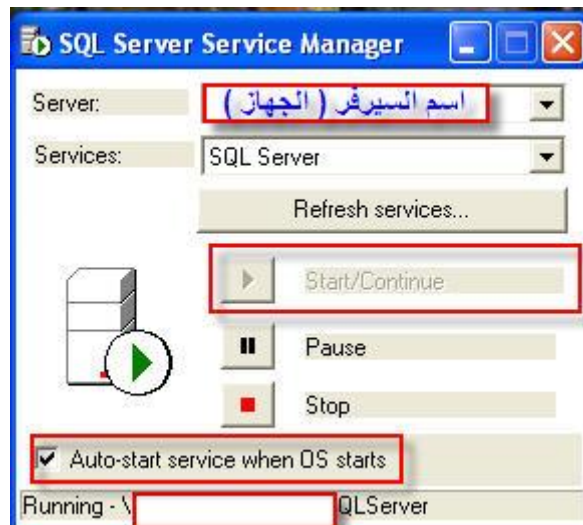 SQL Server Service Manager
Server: اسم السيرفر ( الجهاز )
Services: SQL Server
Refresh services...
Start/Continue
Pause
Stop
Auto-start service when OS starts
Running - \ QLServer